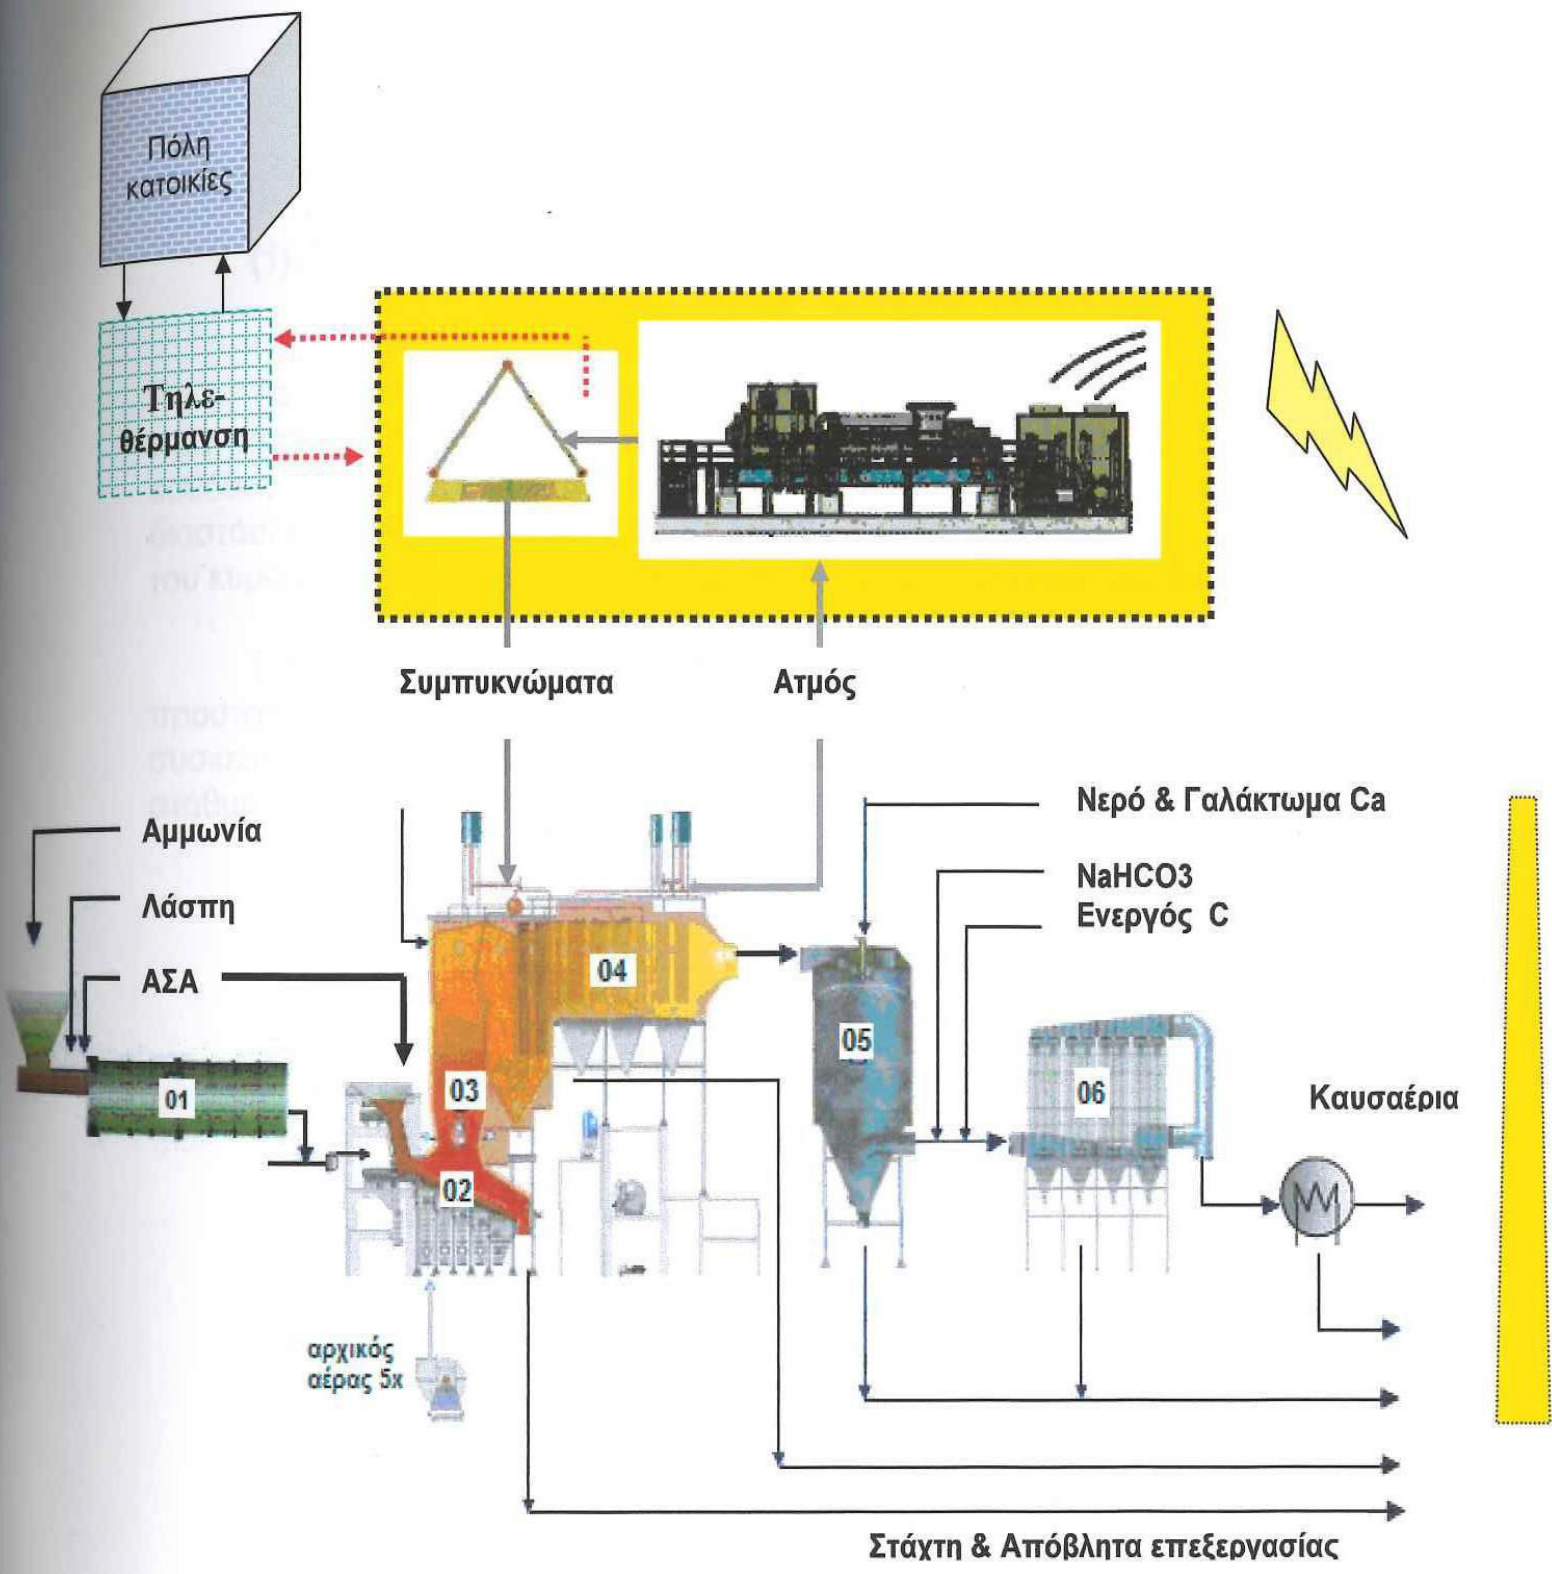 Πόλη
κατοικίες
Τηλε-
θέρμανση
Συμπυκνώματα
Ατμός
Αμμωνία
Λάσπη
ΑΣΑ
Νερό & Γαλάκτωμα Ca
NaHCO3
Ενεργός C
04
05
03
06
01
02
Καυσαέρια
αρχικός
αέρας 5x
Στάχτη & Απόβλητα επεξεργασίας